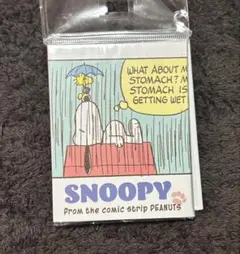 WHAT ABOUT M
STOMACH? M
STOMACH IS
GETTING WET
SNOOPY
From the comic strip PEANUTS